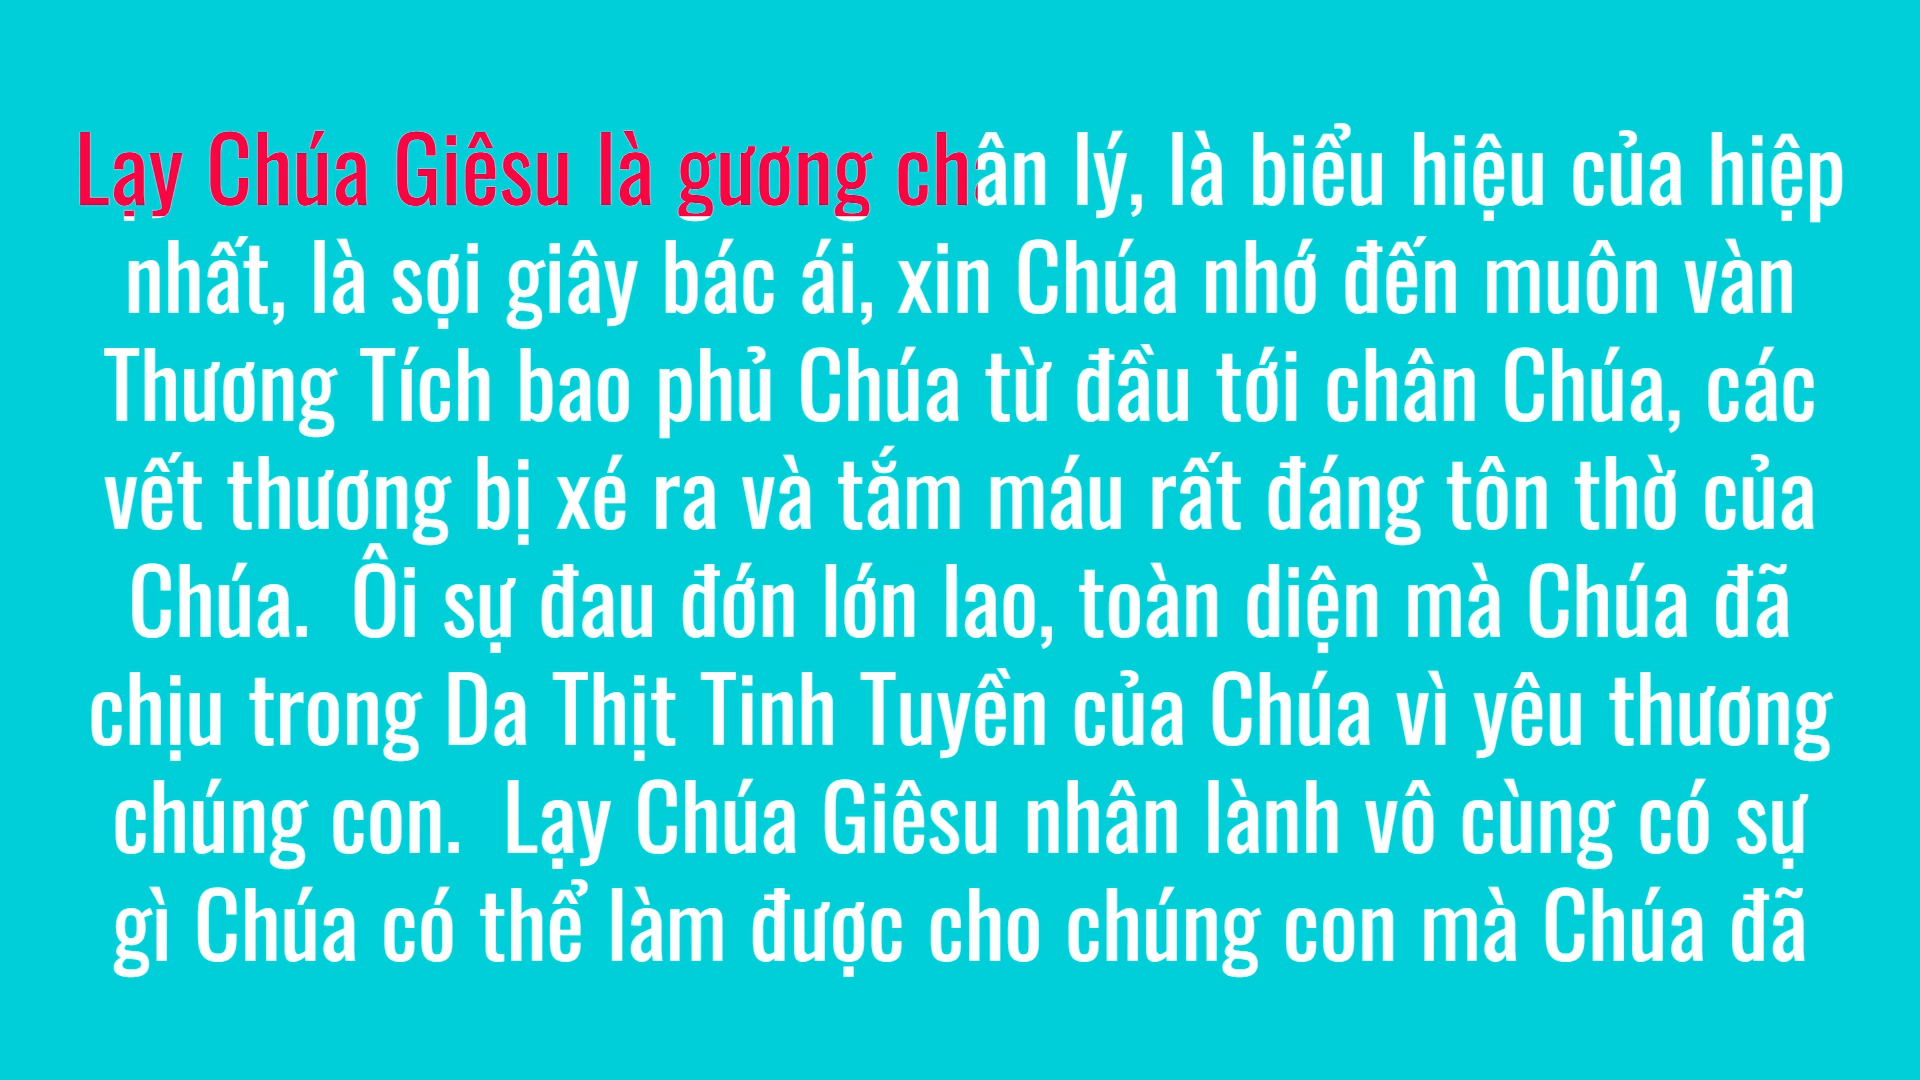 Lạy Chúa Giêsu là gương chân lý, là biểu hiệu của hiệp
nhất, là sợi giây bác ái, xin Chúa nhớ đến muôn vàn
Thương Tích bao phủ Chúa từ đầu tới chân Chúa, các
vết thương bị xé ra và tắm máu rất đáng tôn thờ của
Chúa.  Ôi sự đau đớn lớn lao, toàn diện mà Chúa đã
chịu trong Da Thịt Tinh Tuyền của Chúa vì yêu thương
chúng con.  Lạy Chúa Giêsu nhân lành vô cùng có sự
gì Chúa có thể làm được cho chúng con mà Chúa đã